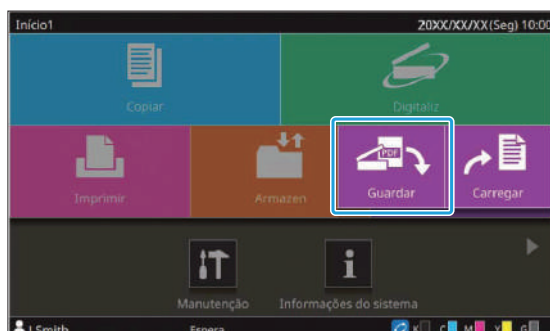 Início1 20XX/XX/XX(Seg) 10:00
Copiar Digitaliz
PDF
Imprimir Armazen Guardar Carregar
Manutenção Informações do sistema
J.Smith Espera K C M Y G